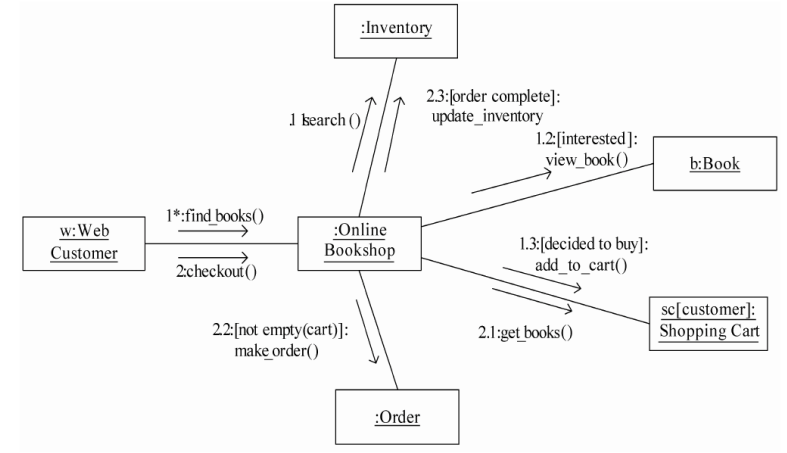 :Inventory
.1 1search ()
2.3:[order complete]:
update_inventory
1.2:[interested]:
view_book()
b:Book
1*:find_books()
w:Web
Customer
2:checkout()
:Online
Bookshop
1.3:[decided to buy]:
add_to_cart()
2.1:get_books()
sc[customer]:
Shopping Cart
2.2:[not empty(cart)]:
make_order()
:Order